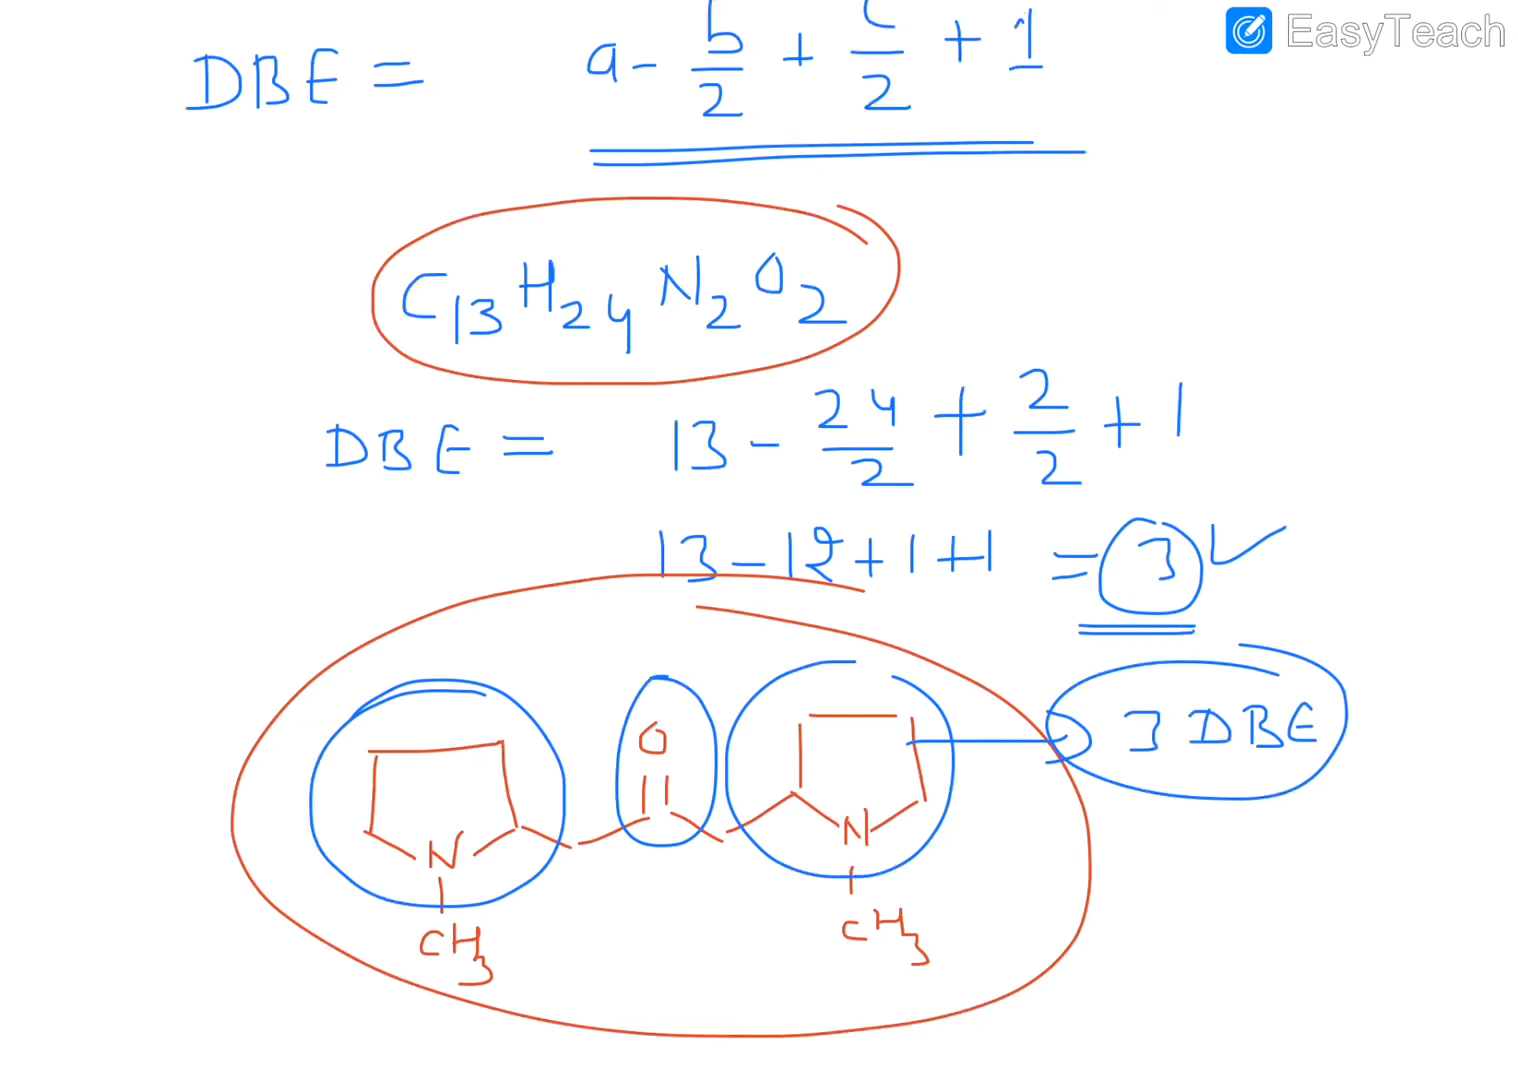 EasyTeach
DBE = a - b/2 + c/2 + 1
C13H24N2O2
DBE = 13 - 24/2 + 2/2 + 1
13 - 12 + 1 + 1 = 3 ✓
3 DBE
O
N
N
CH3
CH3